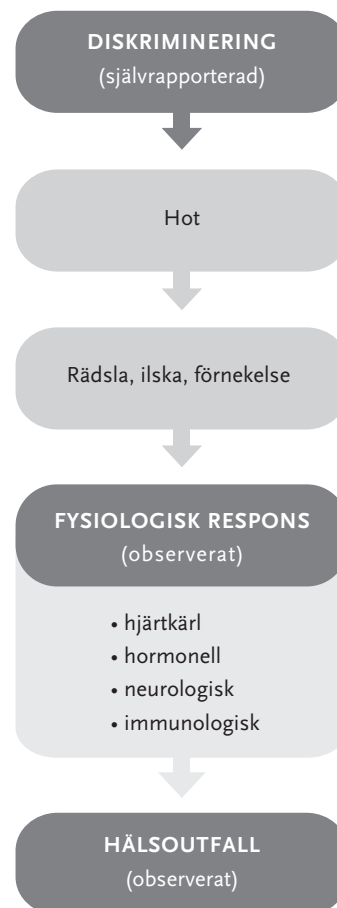 DISKRIMINERING
(självrapporterad)
Hot
Rädsla, ilska, förnekelse
FYSIOLOGISK RESPONS
(observerat)
• hjärtkärl
• hormonell
• neurologisk
• immunologisk
HÄLSOUTFALL
(observerat)